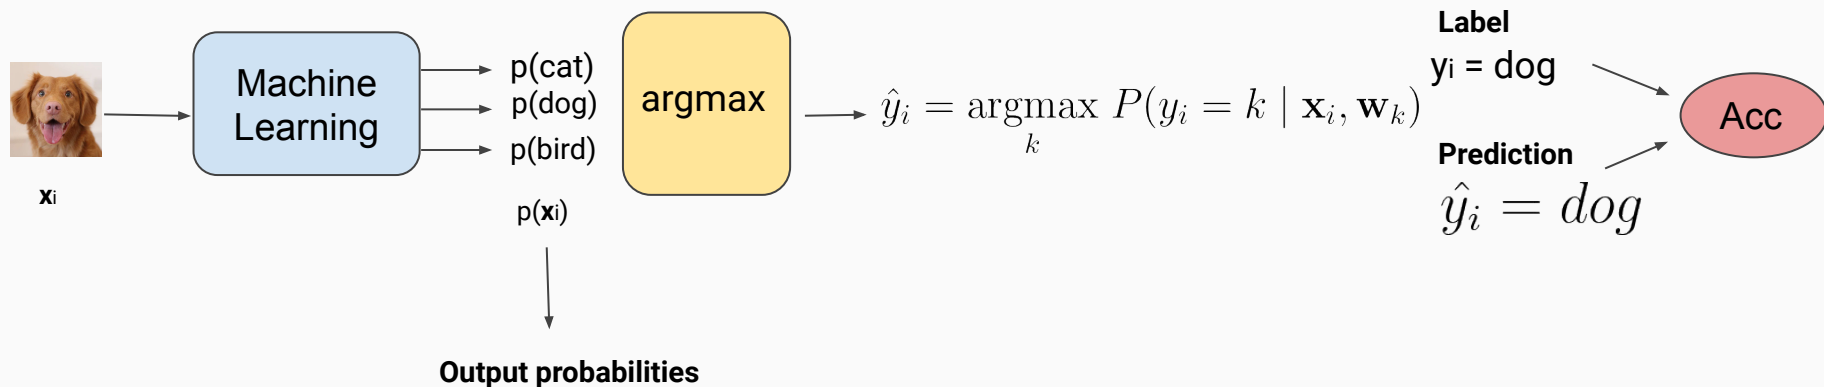 xi
Machine
Learning
p(cat)
p(dog)
p(bird)
p(xi)
Output probabilities
argmax
ŷᵢ = argmax P(yᵢ = k | xᵢ, wₖ)
k
Label
yi = dog
Prediction
ŷᵢ = dog
Acc